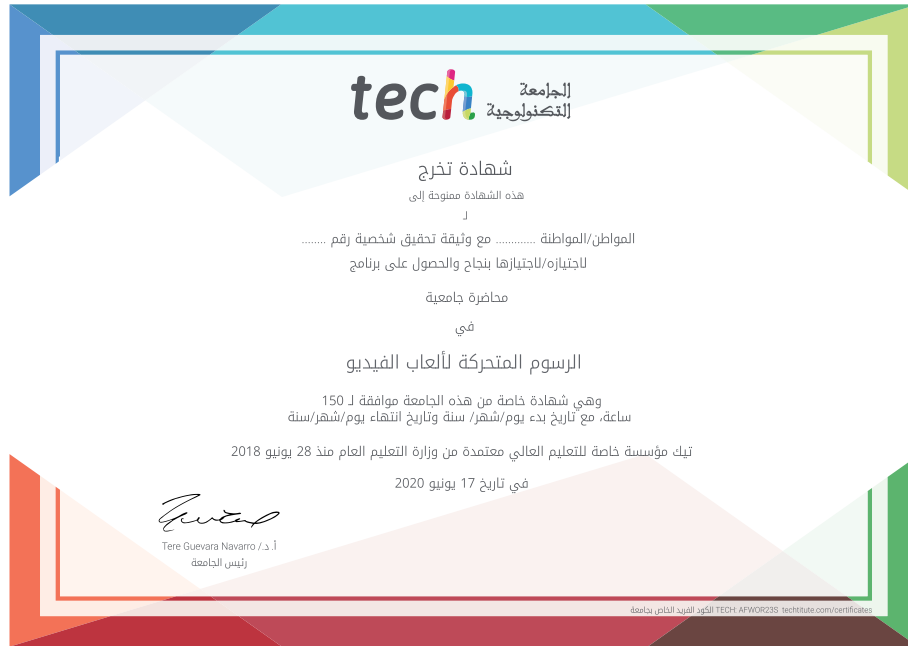 tech الجامعة
التكنولوجية
شهادة تخرج
هذه الشهادة ممنوحة إلى
لـ
المواطن/المواطنة ............ مع وثيقة تحقيق شخصية رقم ........
لاجتيازه/لاجتيازها بنجاح والحصول على برنامج
محاضرة جامعية
في
الرسوم المتحركة لألعاب الفيديو
وهي شهادة خاصة من هذه الجامعة موافقة لـ 150
ساعة، مع تاريخ بدء يوم/شهر/ سنة وتاريخ انتهاء يوم/شهر/سنة
تيك مؤسسة خاصة للتعليم العالي معتمدة من وزارة التعليم العام منذ 28 يونيو 2018
في تاريخ 17 يونيو 2020
أ. د./ Tere Guevara Navarro
رئيس الجامعة
الكود الفريد الخاص بجامعة TECH: AFWOR23S techtitute.com/certificates